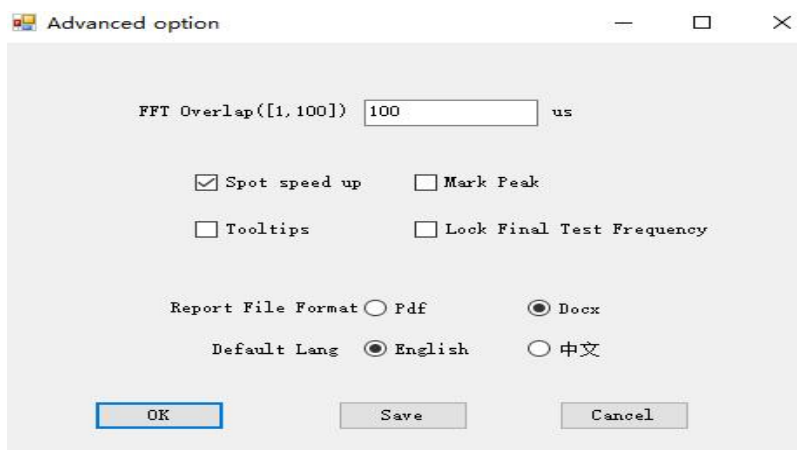 Advanced option
FFT Overlap([1,100]) 100 us
Spot speed up Mark Peak
Tooltips Lock Final Test Frequency
Report File Format Pdf Docx
Default Lang English 中文
OK Save Cancel